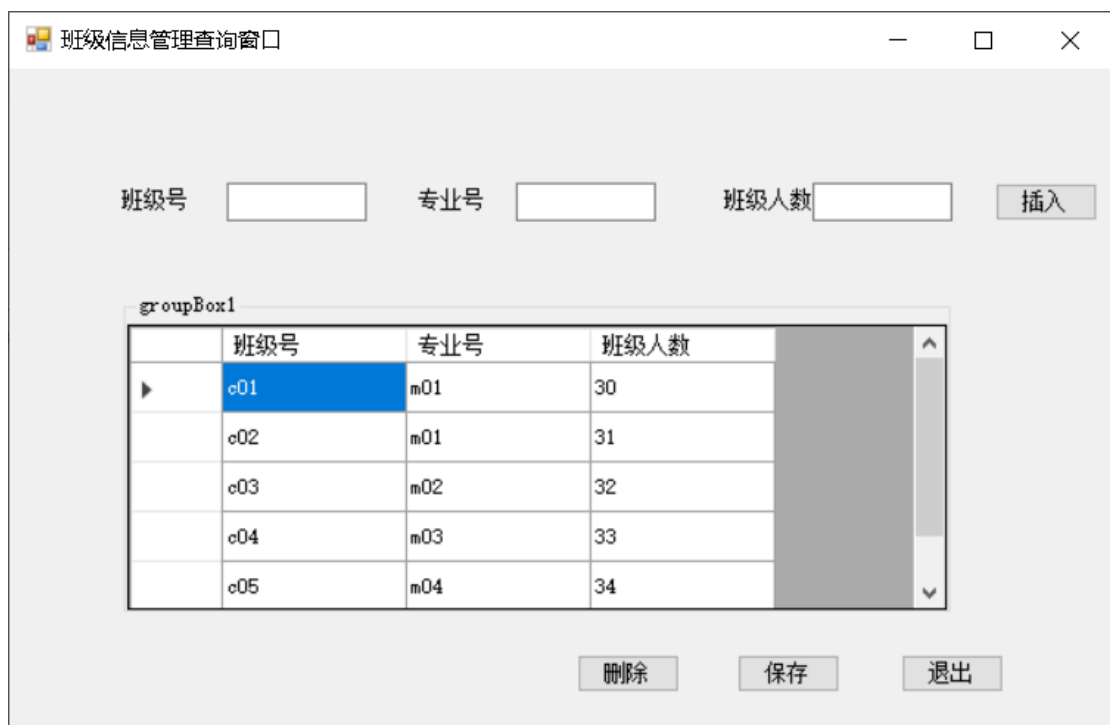 班级信息管理查询窗口
班级号 专业号 班级人数 插入
groupBox1
班级号 专业号 班级人数
c01 m01 30
c02 m01 31
c03 m02 32
c04 m03 33
c05 m04 34
删除 保存 退出